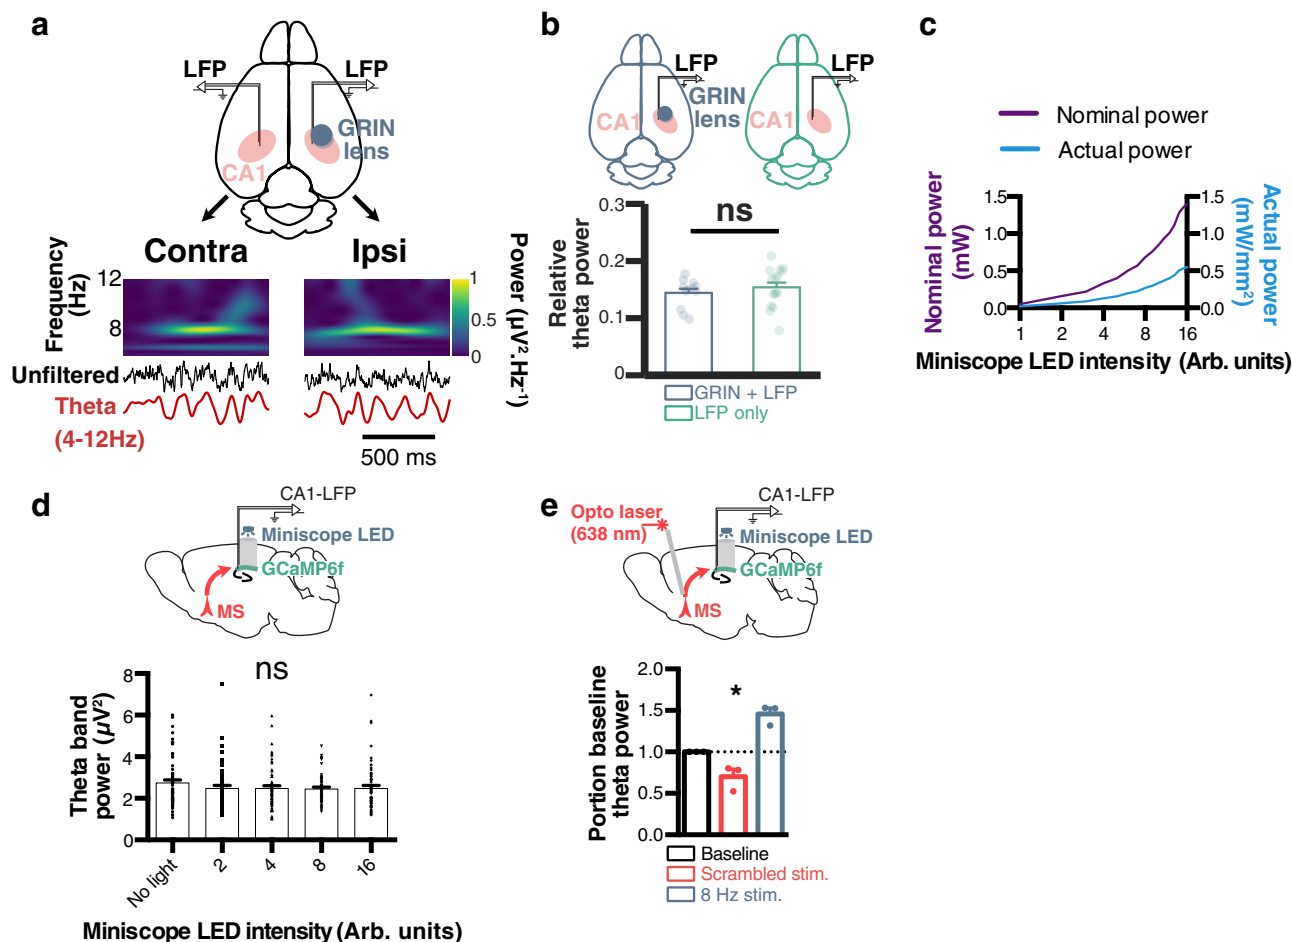 a
LFP
LFP
GRIN
lens
CA1
Contra
Ipsi
Frequency
(Hz)
12
8
1
0.5
0
Power (µV².Hz⁻¹)
Unfiltered
Theta
(4-12Hz)
500 ms
b
LFP
LFP
GRIN
lens
CA1
CA1
ns
Relative
theta power
0.3
0.2
0.1
0
GRIN + LFP
LFP only
c
Nominal power
Actual power
Nominal power
(mW)
1.5
1.0
0.5
0.0
1.5
1.0
0.5
0.0
Actual power
(mW/mm²)
1
2
4
8
16
Miniscope LED intensity (Arb. units)
d
CA1-LFP
Miniscope LED
GCaMP6f
MS
ns
Theta band
power (µV²)
8
6
4
2
0
No light
2
4
8
16
Miniscope LED intensity (Arb. units)
e
CA1-LFP
Opto laser
(638 nm)
Miniscope LED
GCaMP6f
MS
Portion baseline
theta power
2.0
1.5
1.0
0.5
0.0
*
Baseline
Scrambled stim.
8 Hz stim.